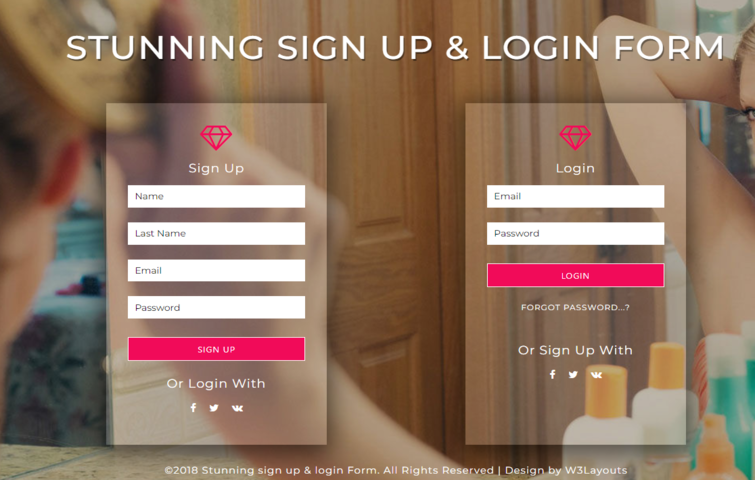 STUNNING SIGN UP & LOGIN FORM
Sign Up
Name
Last Name
Email
Password
SIGN UP
Or Login With
Login
Email
Password
LOGIN
FORGOT PASSWORD...?
Or Sign Up With
©2018 Stunning sign up & login Form. All Rights Reserved | Design by W3Layouts